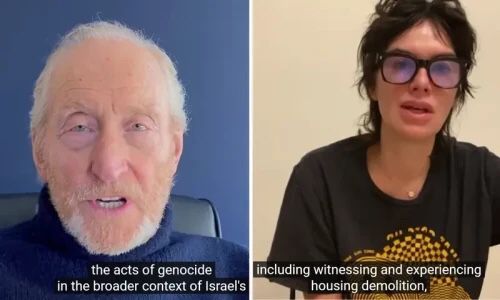 the acts of genocide
in the broader context of Israel's
including witnessing and experiencing
housing demolition,